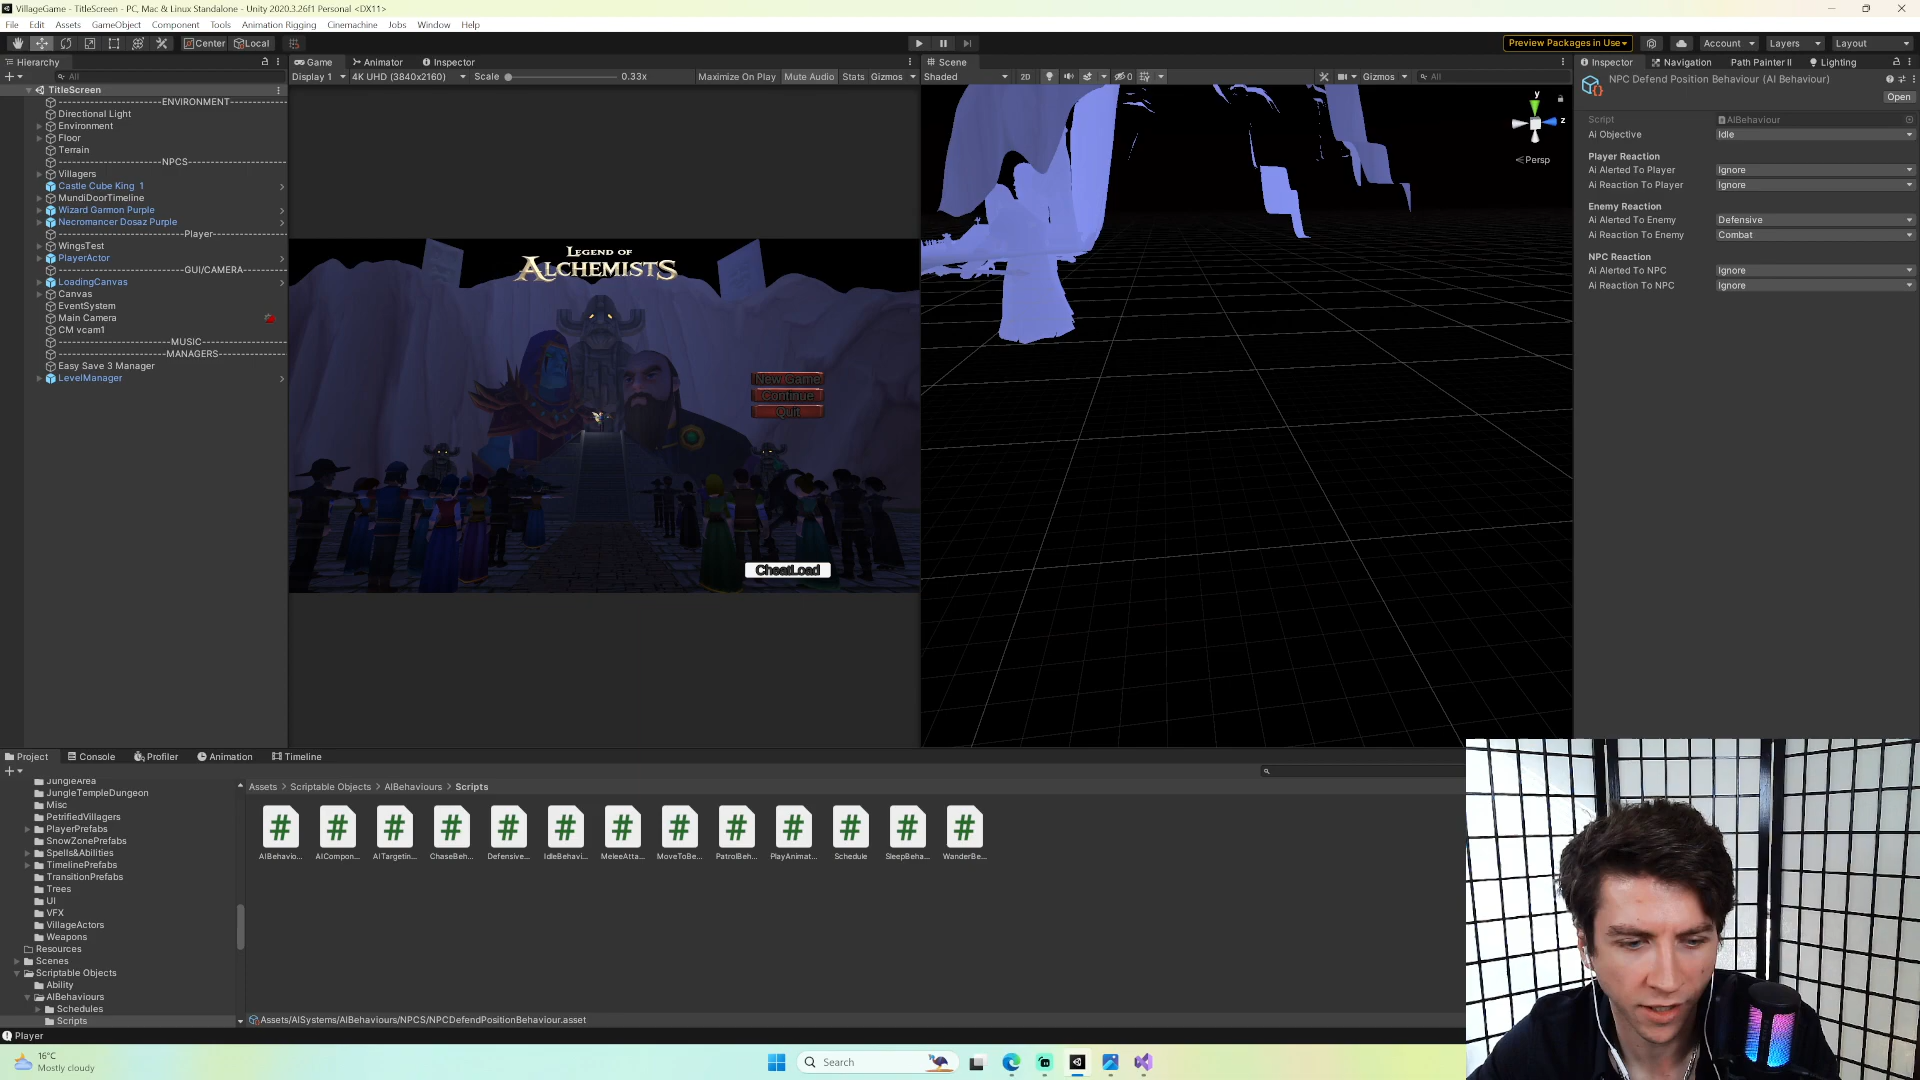 VillageGame - TitleScreen - PC, Mac & Linux Standalone - Unity 2020.3.26f1 Personal <DX11>
File Edit Assets GameObject Component Tools Animation Rigging Cinemachine Jobs Window Help
Center Local
Preview Packages in Use Account Layers Layout
Hierarchy
All
TitleScreen
------------------------ENVIRONMENT-------------
Directional Light
Environment
Floor
Terrain
------------------------NPCS-----------------------
Villagers
Castle Cube King 1
MundiDoorTimeline
Wizard Garmon Purple
Necromancer Dosaz Purple
-----------------------------Player-----------------
WingsTest
PlayerActor
-----------------------------GUI/CAMERA----------
LoadingCanvas
Canvas
EventSystem
Main Camera
CM vcam1
--------------------------MUSIC--------------------
-------------------------MANAGERS---------------
Easy Save 3 Manager
LevelManager
Game Animator Inspector
Display 1 4K UHD (3840x2160) Scale 0.33x Maximize On Play Mute Audio Stats Gizmos
LEGEND OF
ALCHEMISTS
New Game
Continue
Quit
CheatLoad
Scene
Shaded 2D 0 Gizmos All
y
z
Persp
Inspector Navigation Path Painter II Lighting
NPC Defend Position Behaviour (AI Behaviour)
Open
Script AIBehaviour
Ai Objective Idle
Player Reaction
Ai Alerted To Player Ignore
Ai Reaction To Player Ignore
Enemy Reaction
Ai Alerted To Enemy Defensive
Ai Reaction To Enemy Combat
NPC Reaction
Ai Alerted To NPC Ignore
Ai Reaction To NPC Ignore
Project Console Profiler Animation Timeline
JungleArea
JungleTempleDungeon
Misc
PetrifiedVillagers
PlayerPrefabs
SnowZonePrefabs
Spells&Abilities
TimelinePrefabs
TransitionPrefabs
Trees
UI
VFX
VillageActors
Weapons
Resources
Scenes
Scriptable Objects
Ability
AIBehaviours
Schedules
Scripts
Assets > Scriptable Objects > AIBehaviours > Scripts
AIBehavio... AICompon... AITargetin... ChaseBeh... Defensive... IdleBehavi... MeleeAtta... MoveToBe... PatrolBeh... PlayAnimat... Schedule SleepBeha... WanderBe...
Assets/AISystems/AIBehaviours/NPCS/NPCDefendPositionBehaviour.asset
Player
16°C
Mostly cloudy
Search